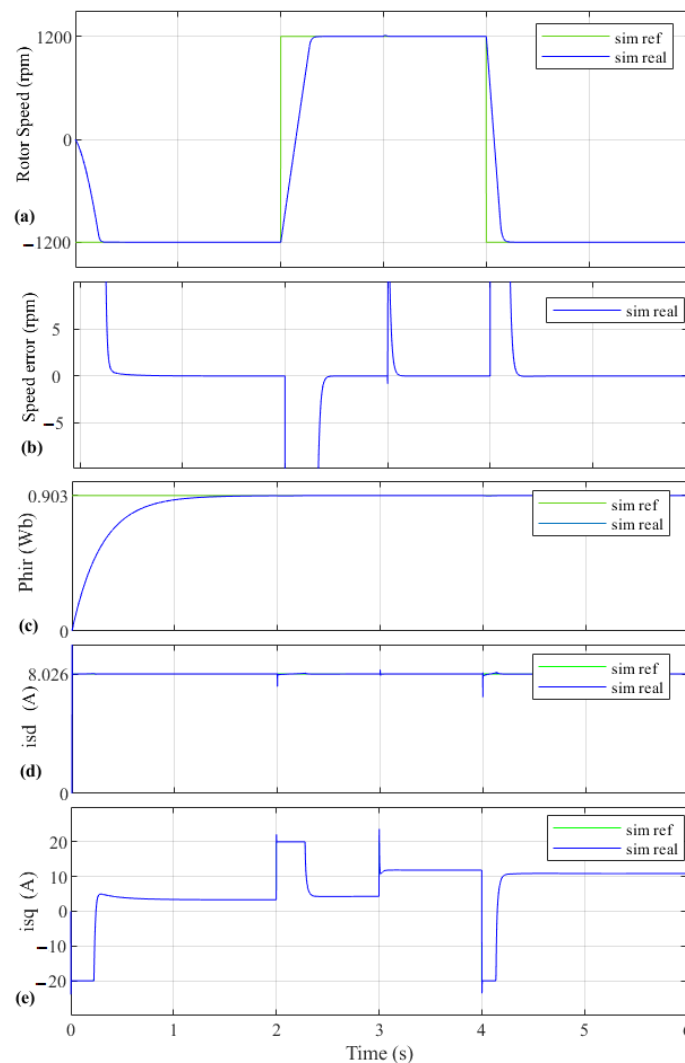 1200
0
−1200
Rotor Speed (rpm)
(a)
sim ref
sim real
5
0
−5
Speed error (rpm)
(b)
sim real
0.903
0
Phir (Wb)
(c)
sim ref
sim real
8.026
0
isd (A)
(d)
sim ref
sim real
20
10
0
−10
−20
isq (A)
(e)
sim ref
sim real
0 1 2 3 4 5 6
Time (s)